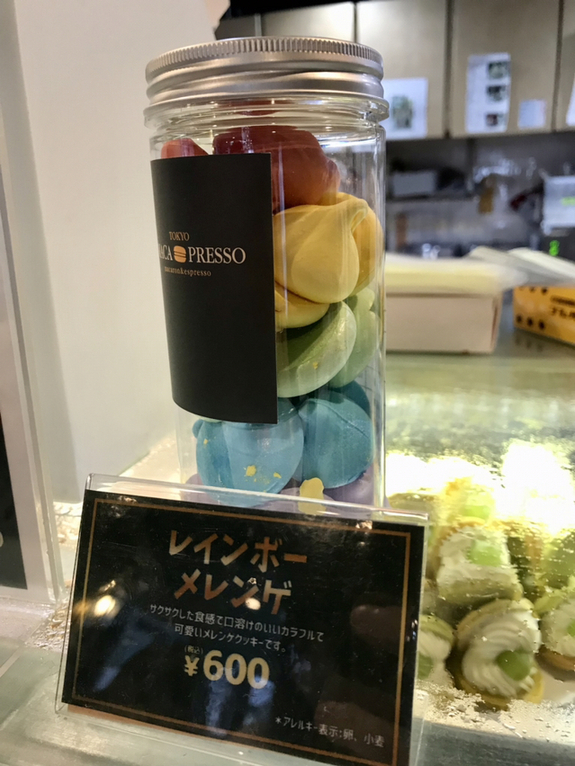 TOKYO
ACA PRESSO
レインボー
メレンゲ
サクサクした食感で口溶けのいいカラフルで
可愛いメレンゲクッキーです。
(税込)
¥600
*アレルギー表示:卵、小麦